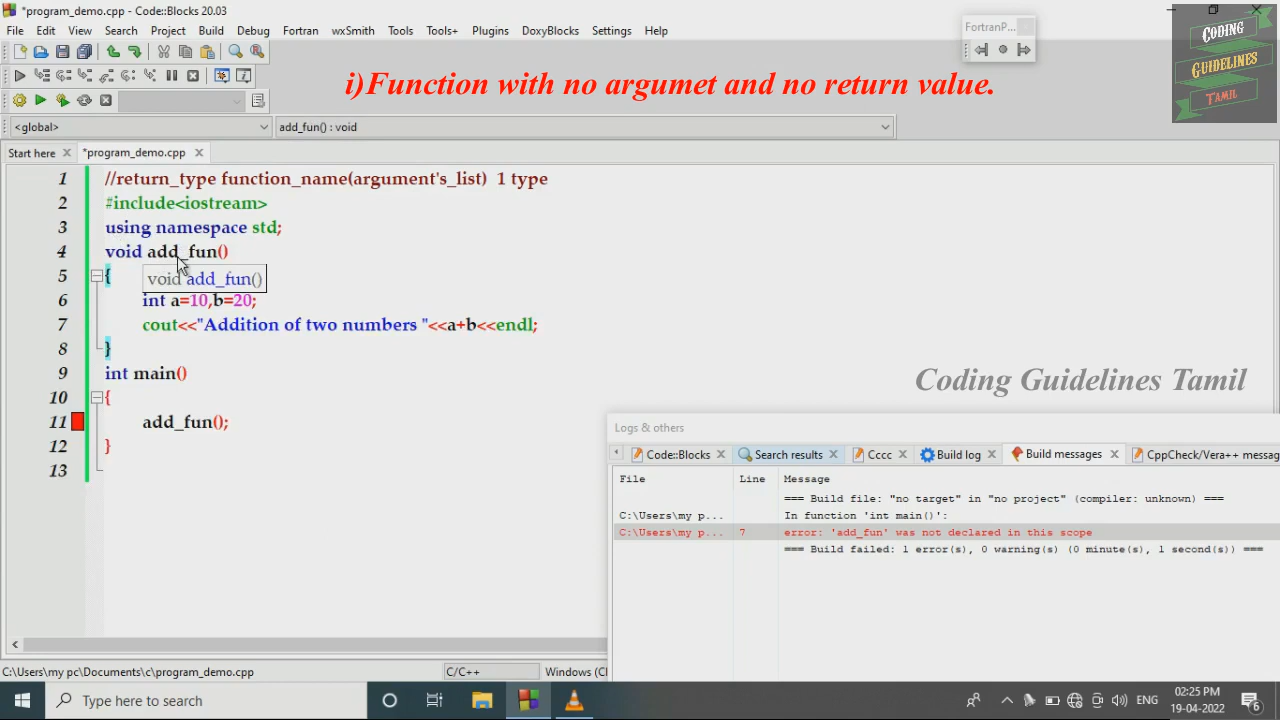 *program_demo.cpp - Code::Blocks 20.03
File Edit View Search Project Build Debug Fortran wxSmith Tools Tools+ Plugins DoxyBlocks Settings Help
FortranP...
CODING
GUIDELINES
TAMIL
i)Function with no argumet and no return value.
<global>
add_fun() : void
Start here
*program_demo.cpp
1 //return_type function_name(argument's_list) 1 type
2 #include<iostream>
3 using namespace std;
4 void add_fun()
5 {
void add_fun()
6 int a=10,b=20;
7 cout<<"Addition of two numbers "<<a+b<<endl;
8 }
9 int main()
10 {
11 add_fun();
12 }
13
Coding Guidelines Tamil
Logs & others
Code::Blocks
Search results
Cccc
Build log
Build messages
CppCheck/Vera++ messag
File Line Message
=== Build file: "no target" in "no project" (compiler: unknown) ===
C:\Users\my p... In function 'int main()':
C:\Users\my p... 7 error: 'add_fun' was not declared in this scope
=== Build failed: 1 error(s), 0 warning(s) (0 minute(s), 1 second(s)) ===
C:\Users\my pc\Documents\c\program_demo.cpp
C/C++
Windows (C
Type here to search
ENG
02:25 PM
19-04-2022
6